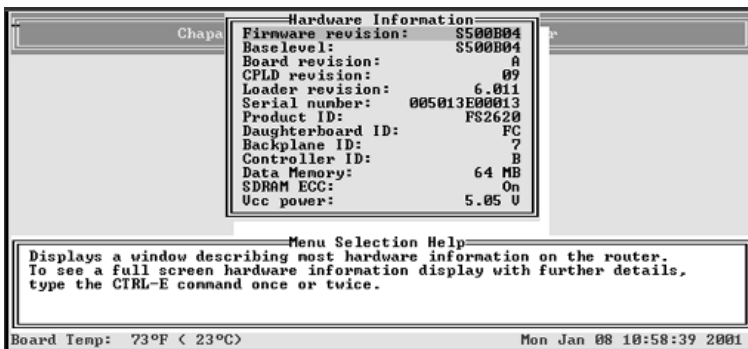 Hardware Information
Chapa
r
Firmware revision: S500B04
Baselevel: S500B04
Board revision: A
CPLD revision: 09
Loader revision: 6.011
Serial number: 005013E00013
Product ID: FS2620
Daughterboard ID: FC
Backplane ID: 7
Controller ID: B
Data Memory: 64 MB
SDRAM ECC: On
Vcc power: 5.05 V
Menu Selection Help
Displays a window describing most hardware information on the router.
To see a full screen hardware information display with further details,
type the CTRL-E command once or twice.
Board Temp: 73°F ( 23°C) Mon Jan 08 10:58:39 2001